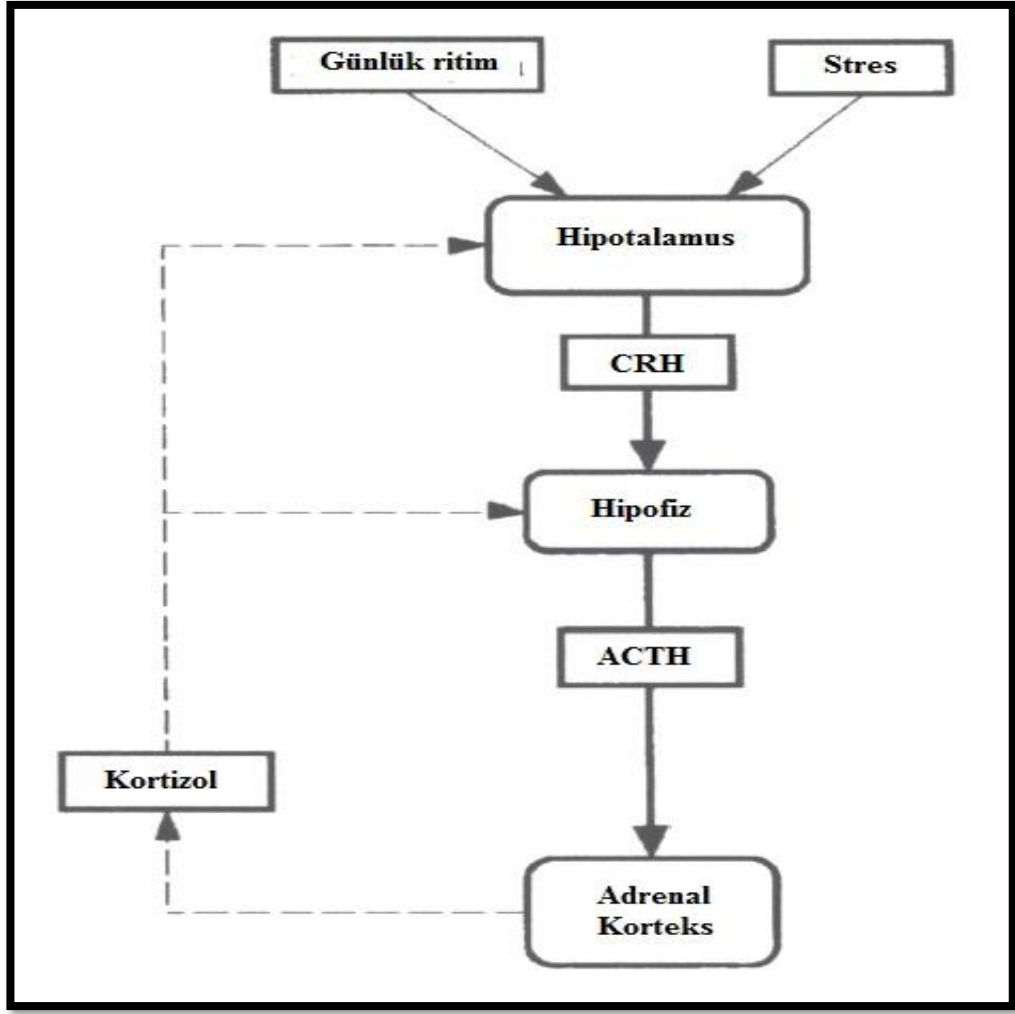 Günlük ritim
Stres
Hipotalamus
CRH
Hipofiz
ACTH
Kortizol
Adrenal
Korteks